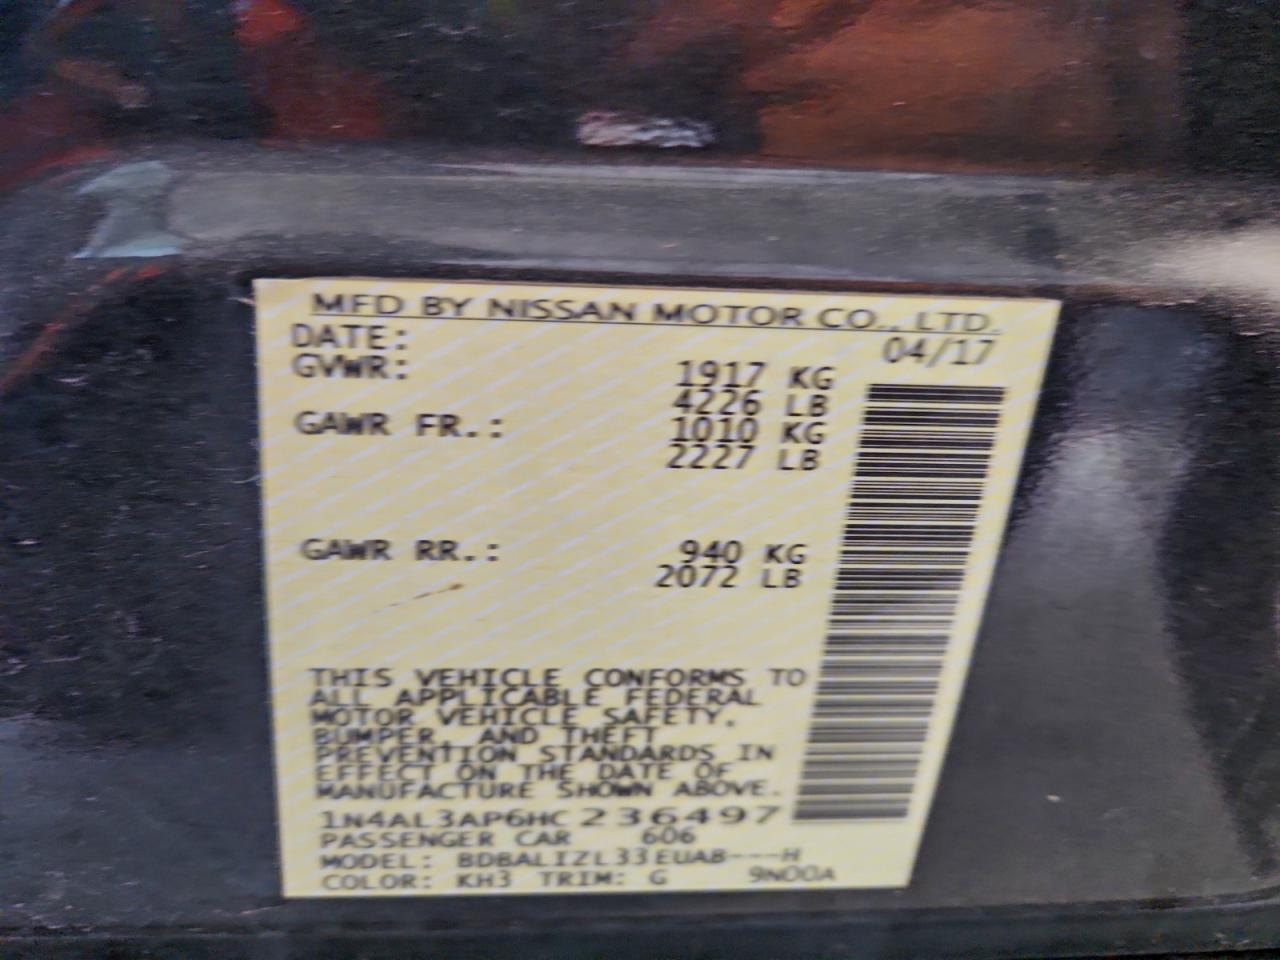 MFD BY NISSAN MOTOR CO., LTD.
DATE: 04/17
GVWR: 1917 KG
4226 LB
GAWR FR.: 1010 KG
2227 LB
GAWR RR.: 940 KG
2072 LB
THIS VEHICLE CONFORMS TO
ALL APPLICABLE FEDERAL
MOTOR VEHICLE SAFETY,
BUMPER, AND THEFT
PREVENTION STANDARDS IN
EFFECT ON THE DATE OF
MANUFACTURE SHOWN ABOVE.
1N4AL3AP6HC236497
PASSENGER CAR 606
MODEL: BDBALIZL33EUAB---H
COLOR: KH3 TRIM: G 9N00A